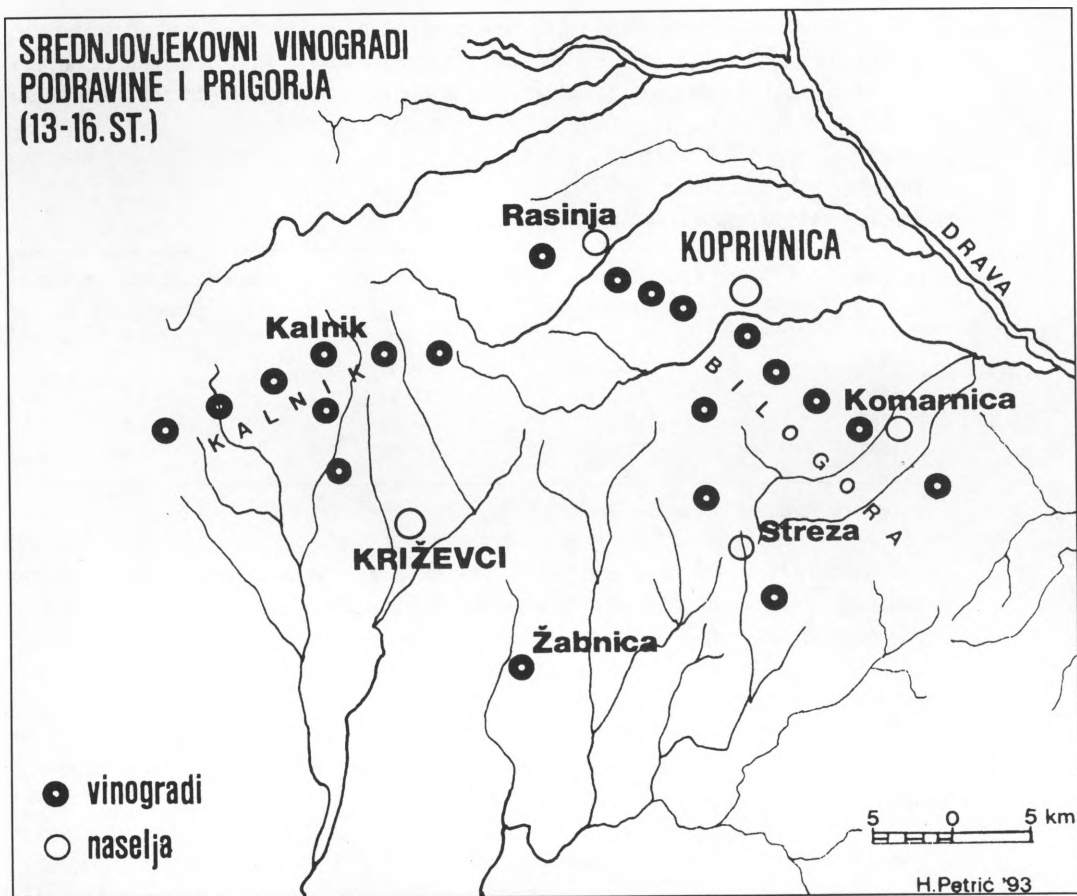 SREDNJOVJEKOVNI VINOGRADI
PODRAVINE I PRIGORJA
(13-16. ST.)
Rasinja
KOPRIVNICA
DRAVA
Kalnik
KALNIK
BILOGORA
Komarnica
Streza
KRIŽEVCI
Žabnica
vinogradi
naselja
5 0 5 km
H.Petrić '93